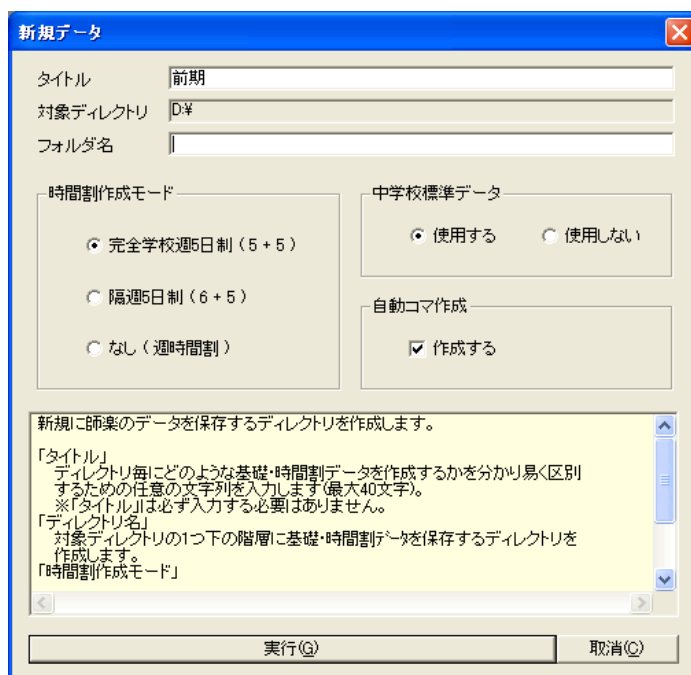 新規データ
タイトル 前期
対象ディレクトリ D:¥
フォルダ名
時間割作成モード
完全学校週5日制(5+5)
隔週5日制(6+5)
なし(週時間割)
中学校標準データ
使用する 使用しない
自動コマ作成
作成する
新規に師楽のデータを保存するディレクトリを作成します。
「タイトル」
ディレクトリ毎にどのような基礎・時間割データを作成するかを分かり易く区別
するための任意の文字列を入力します(最大40文字)。
※「タイトル」は必ず入力する必要はありません。
「ディレクトリ名」
対象ディレクトリの1つ下の階層に基礎・時間割データを保存するディレクトリを
作成します。
「時間割作成モード」
実行(G) 取消(C)